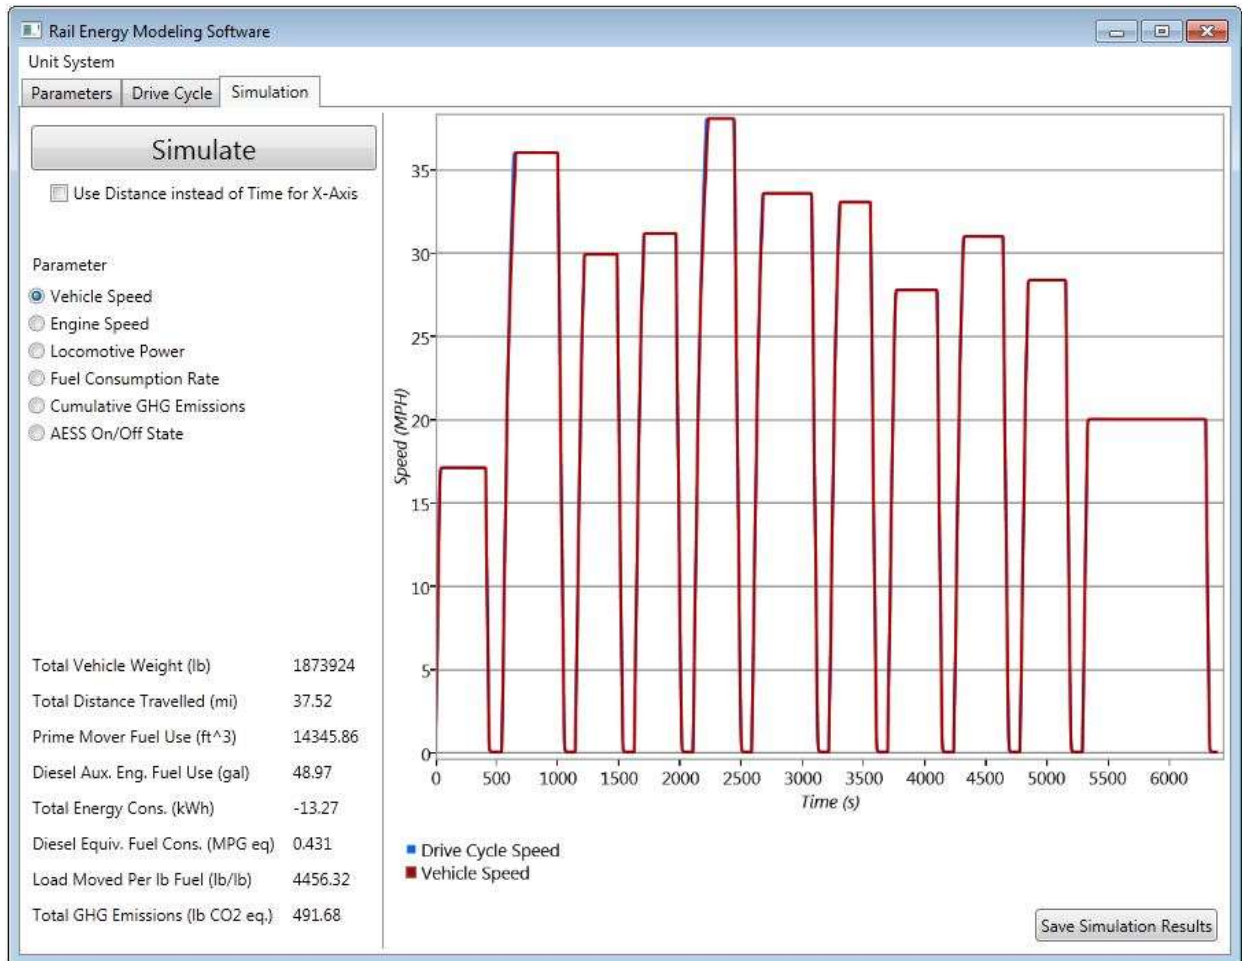 Rail Energy Modeling Software
Unit System
Parameters Drive Cycle Simulation
Simulate
Use Distance instead of Time for X-Axis
Parameter
Vehicle Speed
Engine Speed
Locomotive Power
Fuel Consumption Rate
Cumulative GHG Emissions
AESS On/Off State
Total Vehicle Weight (lb) 1873924
Total Distance Travelled (mi) 37.52
Prime Mover Fuel Use (ft^3) 14345.86
Diesel Aux. Eng. Fuel Use (gal) 48.97
Total Energy Cons. (kWh) -13.27
Diesel Equiv. Fuel Cons. (MPG eq) 0.431
Load Moved Per lb Fuel (lb/lb) 4456.32
Total GHG Emissions (lb CO2 eq.) 491.68
Speed (MPH)
35
30
25
20
15
10
5
0
0 500 1000 1500 2000 2500 3000 3500 4000 4500 5000 5500 6000
Time (s)
Drive Cycle Speed
Vehicle Speed
Save Simulation Results